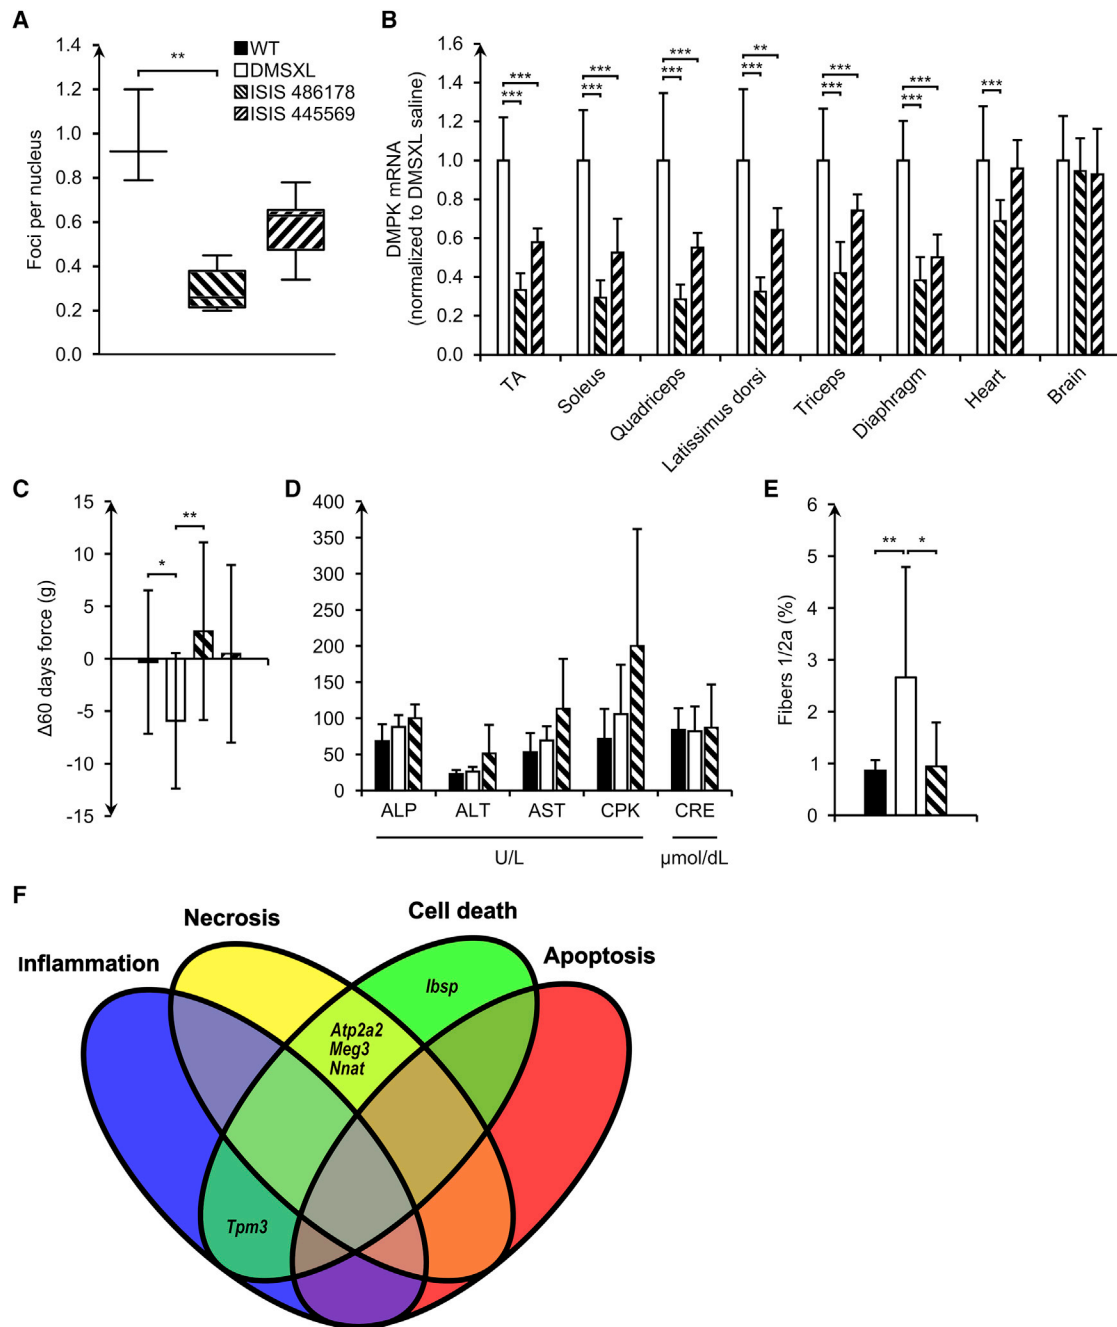 A
Foci per nucleus
1.4
1.2
1.0
0.8
0.6
0.4
0.2
0.0
**
WT
DMSXL
ISIS 486178
ISIS 445569
B
DMPK mRNA
(normalized to DMSXL saline)
1.6
1.4
1.2
1.0
0.8
0.6
0.4
0.2
0.0
***
***
***
***
***
***
**
***
***
***
***
***
***
TA
Soleus
Quadriceps
Latissimus dorsi
Triceps
Diaphragm
Heart
Brain
C
Δ60 days force (g)
15
10
5
0
-5
-10
-15
**
*
D
400
350
300
250
200
150
100
50
0
ALP ALT AST CPK CRE
U/L µmol/dL
E
Fibers 1/2a (%)
6
5
4
3
2
1
0
** *
F
Inflammation
Necrosis
Cell death
Apoptosis
Ibsp
Atp2a2
Meg3
Nnat
Tpm3